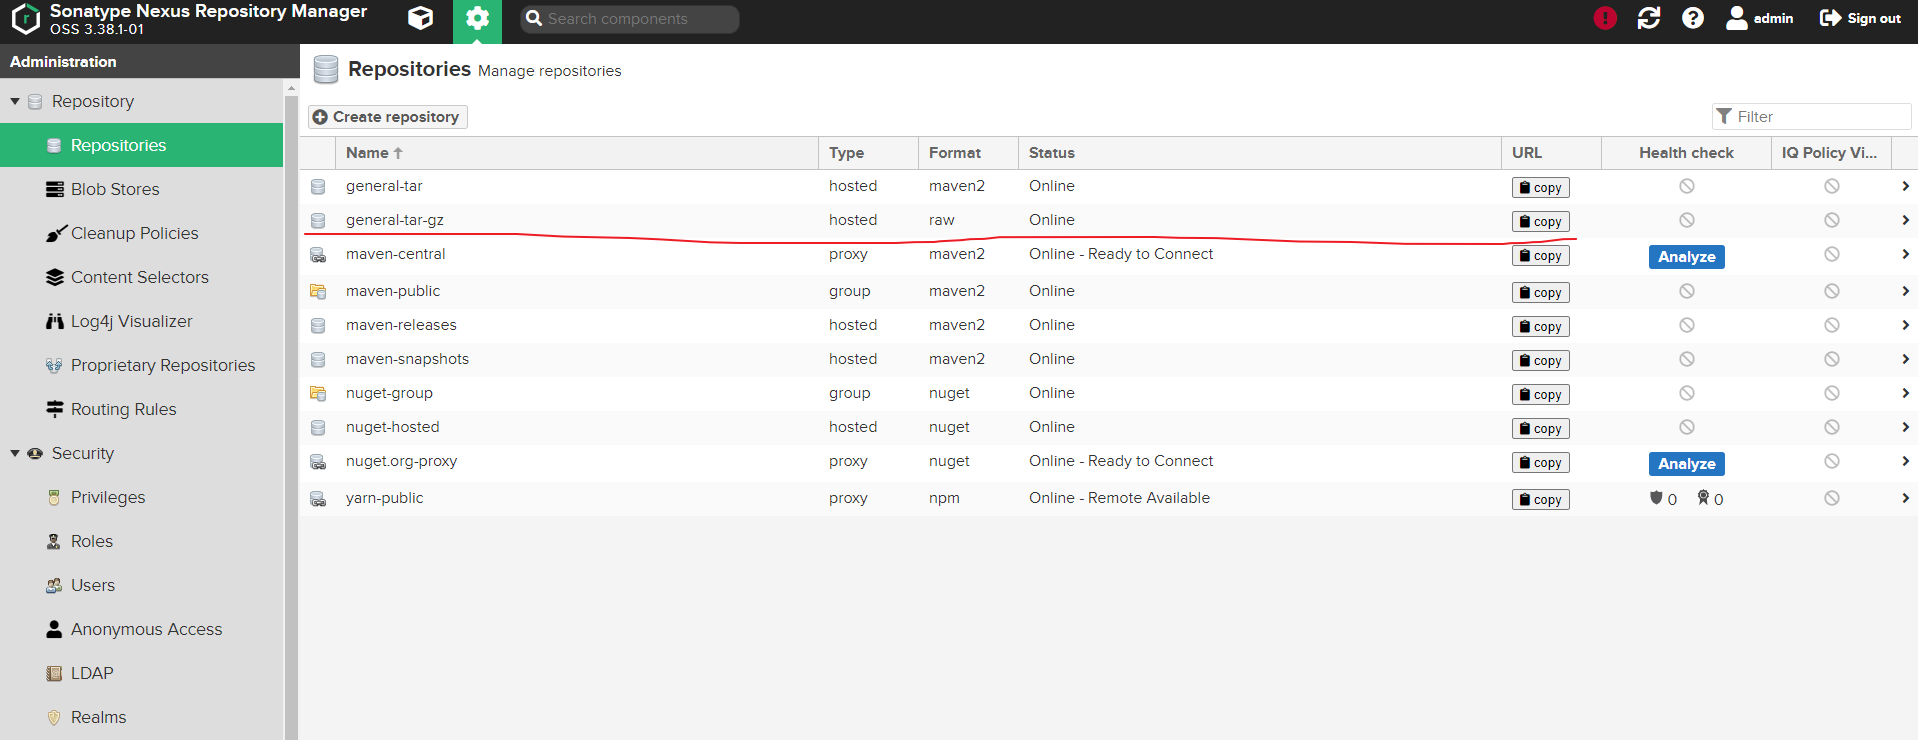 Sonatype Nexus Repository Manager
OSS 3.38.1-01
Search components
admin
Sign out
Administration
Repository
Repositories
Blob Stores
Cleanup Policies
Content Selectors
Log4j Visualizer
Proprietary Repositories
Routing Rules
Security
Privileges
Roles
Users
Anonymous Access
LDAP
Realms
Repositories Manage repositories
Create repository
Filter
Name Type Format Status URL Health check IQ Policy Vi...
general-tar hosted maven2 Online copy
general-tar-gz hosted raw Online copy
maven-central proxy maven2 Online - Ready to Connect copy Analyze
maven-public group maven2 Online copy
maven-releases hosted maven2 Online copy
maven-snapshots hosted maven2 Online copy
nuget-group group nuget Online copy
nuget-hosted hosted nuget Online copy
nuget.org-proxy proxy nuget Online - Ready to Connect copy Analyze
yarn-public proxy npm Online - Remote Available copy 0 0